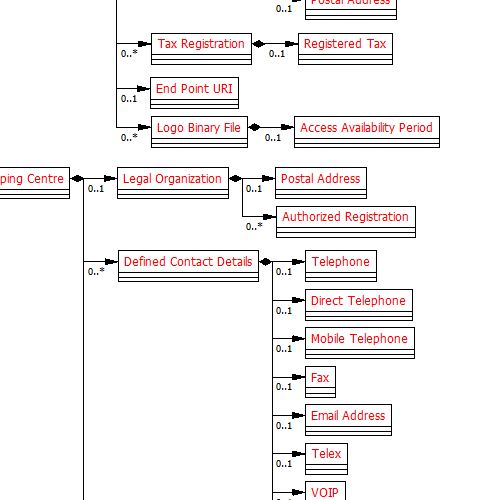 Postal Address
0..1
Tax Registration
Registered Tax
0..*
0..1
End Point URI
0..1
Logo Binary File
Access Availability Period
0..*
0..1
ping Centre
Legal Organization
Postal Address
0..1
0..1
Authorized Registration
0..*
Defined Contact Details
Telephone
0..*
0..1
Direct Telephone
0..1
Mobile Telephone
0..1
Fax
0..1
Email Address
0..1
Telex
0..1
VOIP
0..1